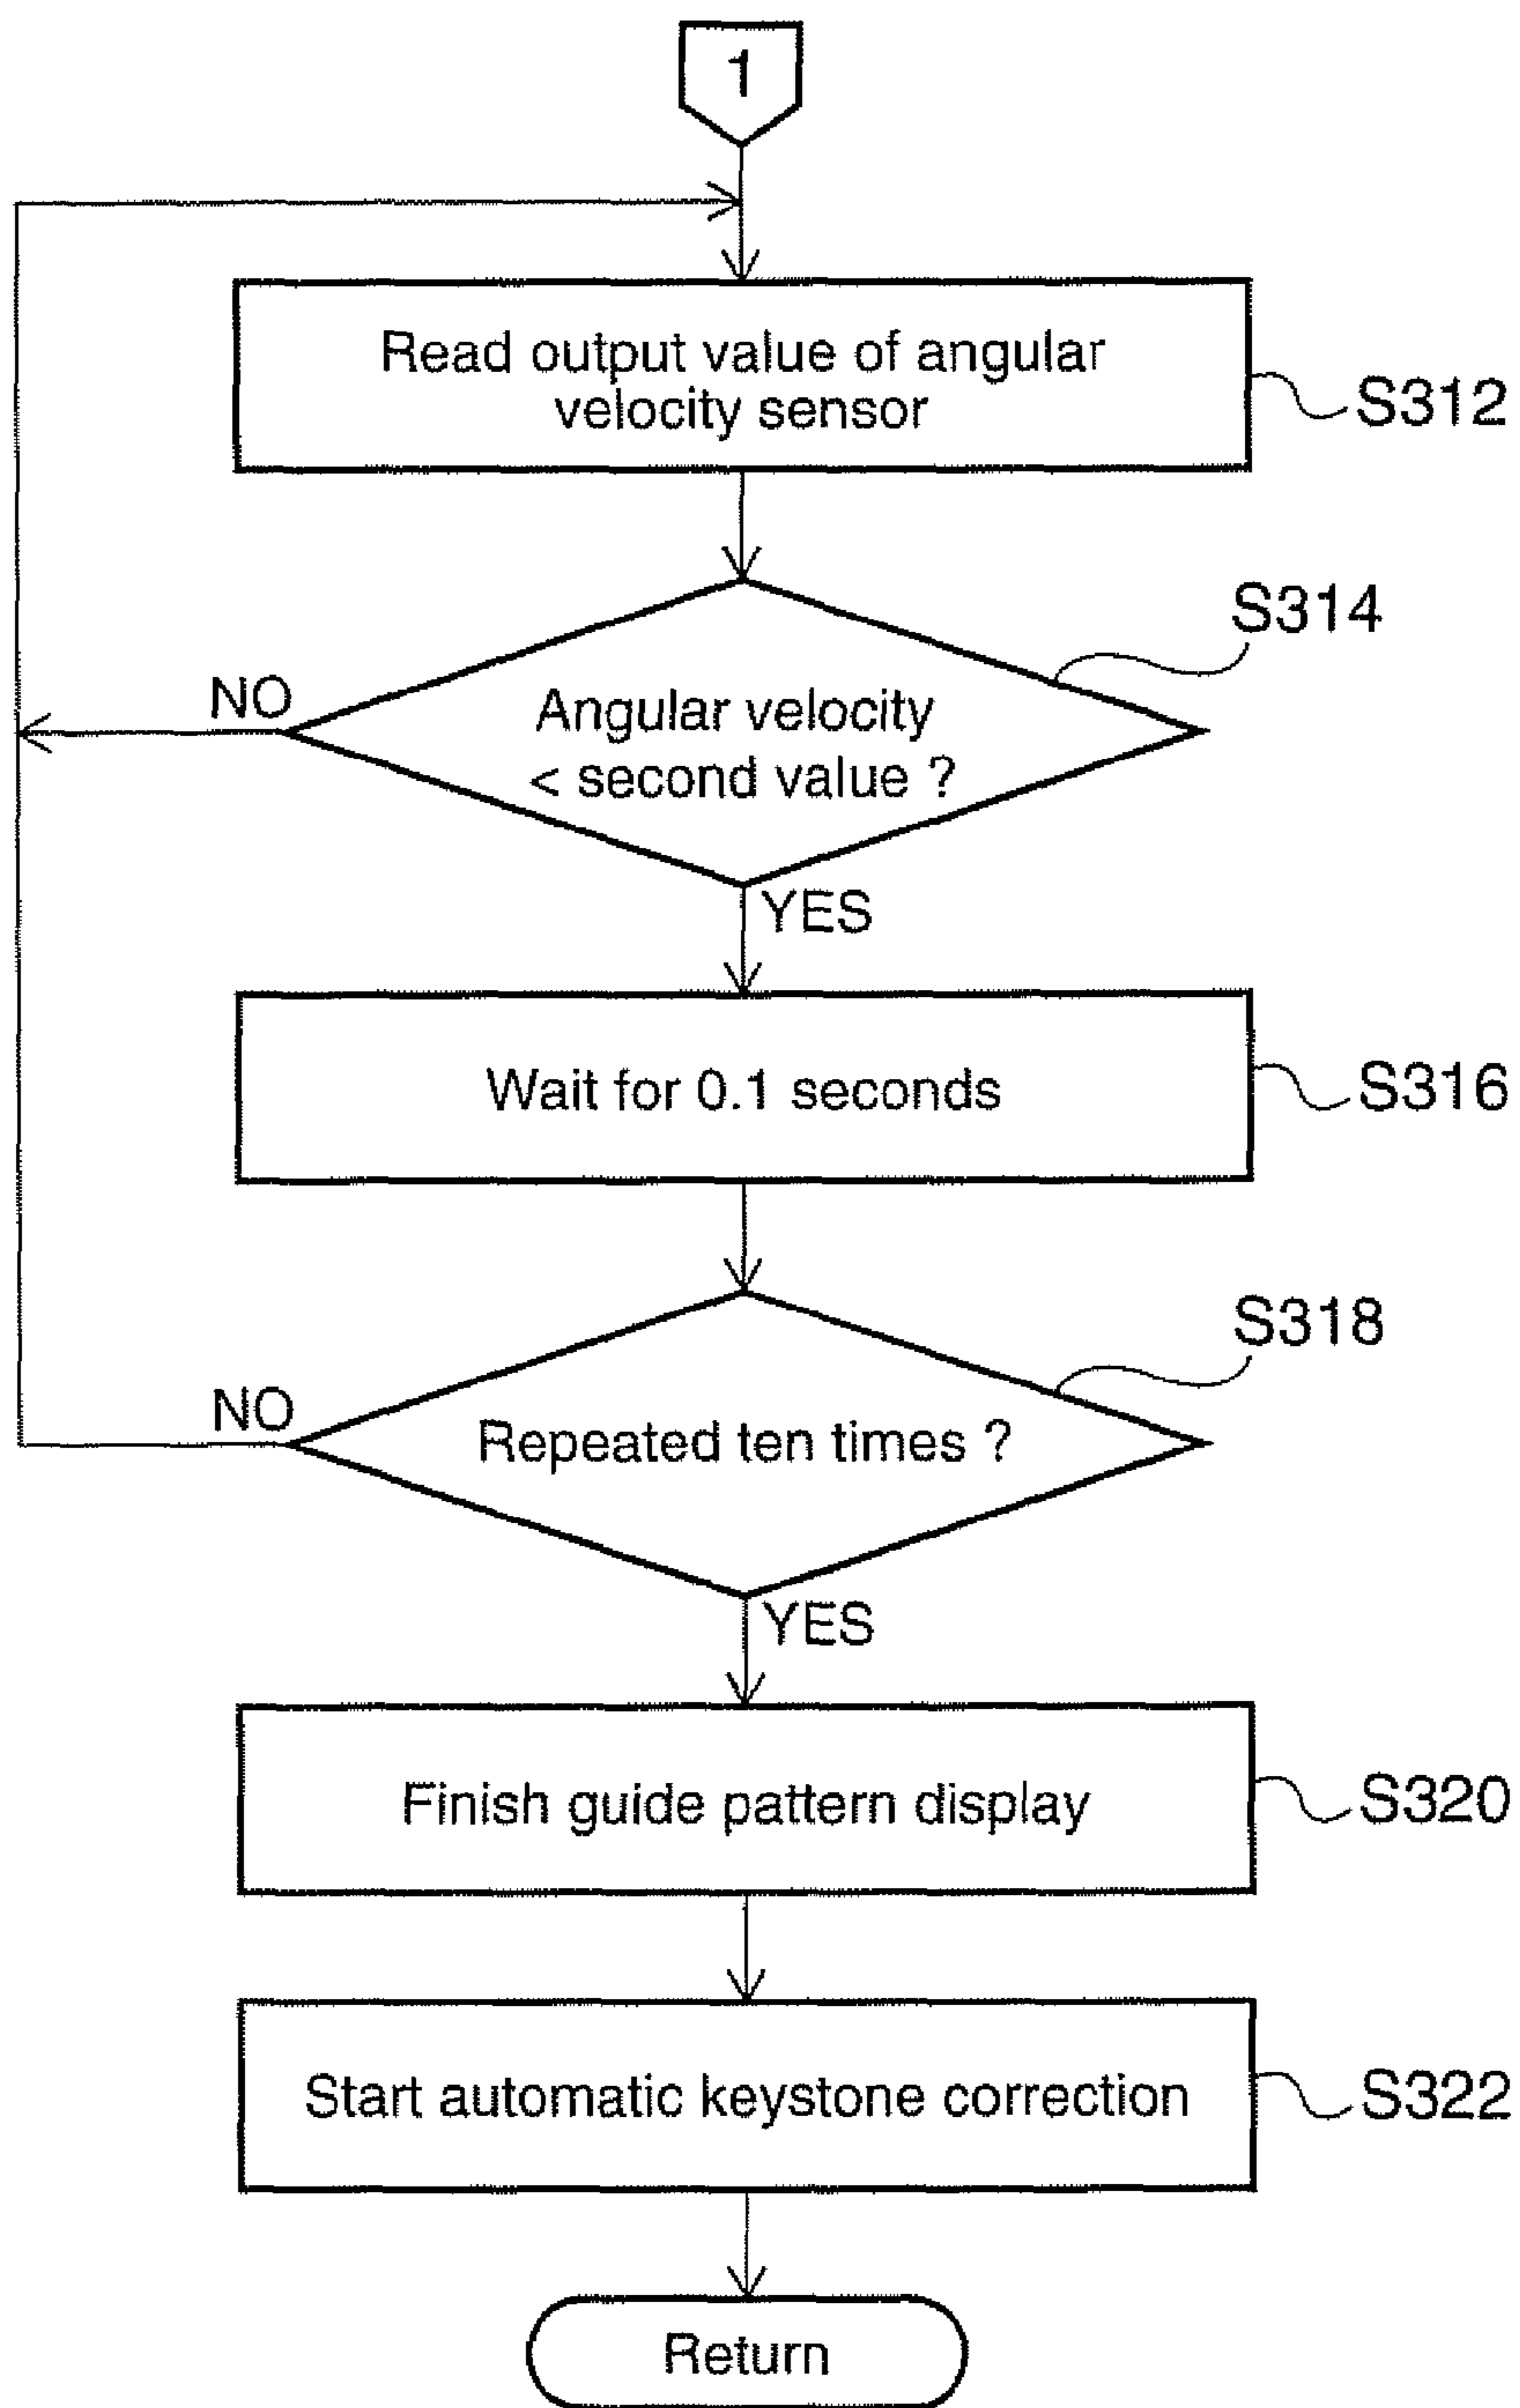 1
Read output value of angular
velocity sensor
S312
S314
NO
Angular velocity
< second value ?
YES
Wait for 0.1 seconds
S316
S318
NO
Repeated ten times ?
YES
Finish guide pattern display
S320
Start automatic keystone correction
S322
Return